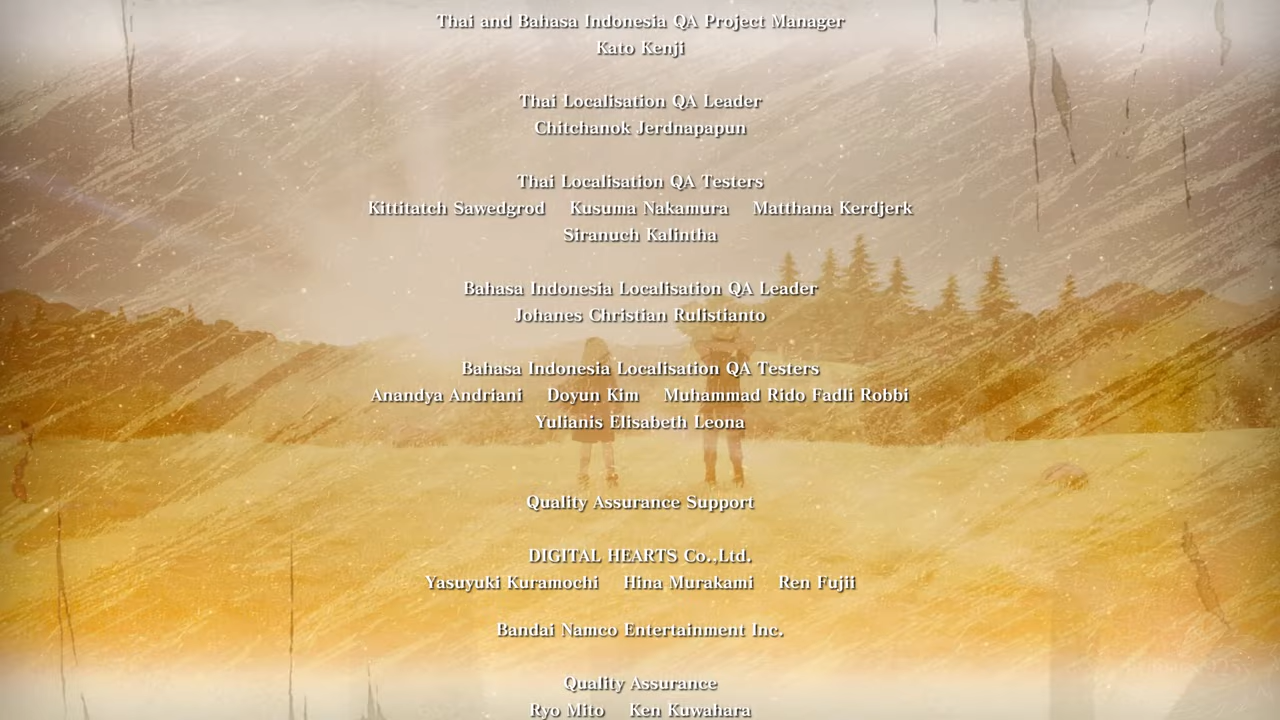 Thai and Bahasa Indonesia QA Project Manager
Kato Kenji
Thai Localisation QA Leader
Chitchanok Jerdnapapun
Thai Localisation QA Testers
Kittitatch Sawedgrod Kusuma Nakamura Matthana Kerdjerk
Siranuch Kalintha
Bahasa Indonesia Localisation QA Leader
Johanes Christian Rulistianto
Bahasa Indonesia Localisation QA Testers
Anandya Andriani Doyun Kim Muhammad Rido Fadli Robbi
Yulianis Elisabeth Leona
Quality Assurance Support
DIGITAL HEARTS Co.,Ltd.
Yasuyuki Kuramochi Hina Murakami Ren Fujii
Bandai Namco Entertainment Inc.
Quality Assurance
Ryo Mito Ken Kuwahara